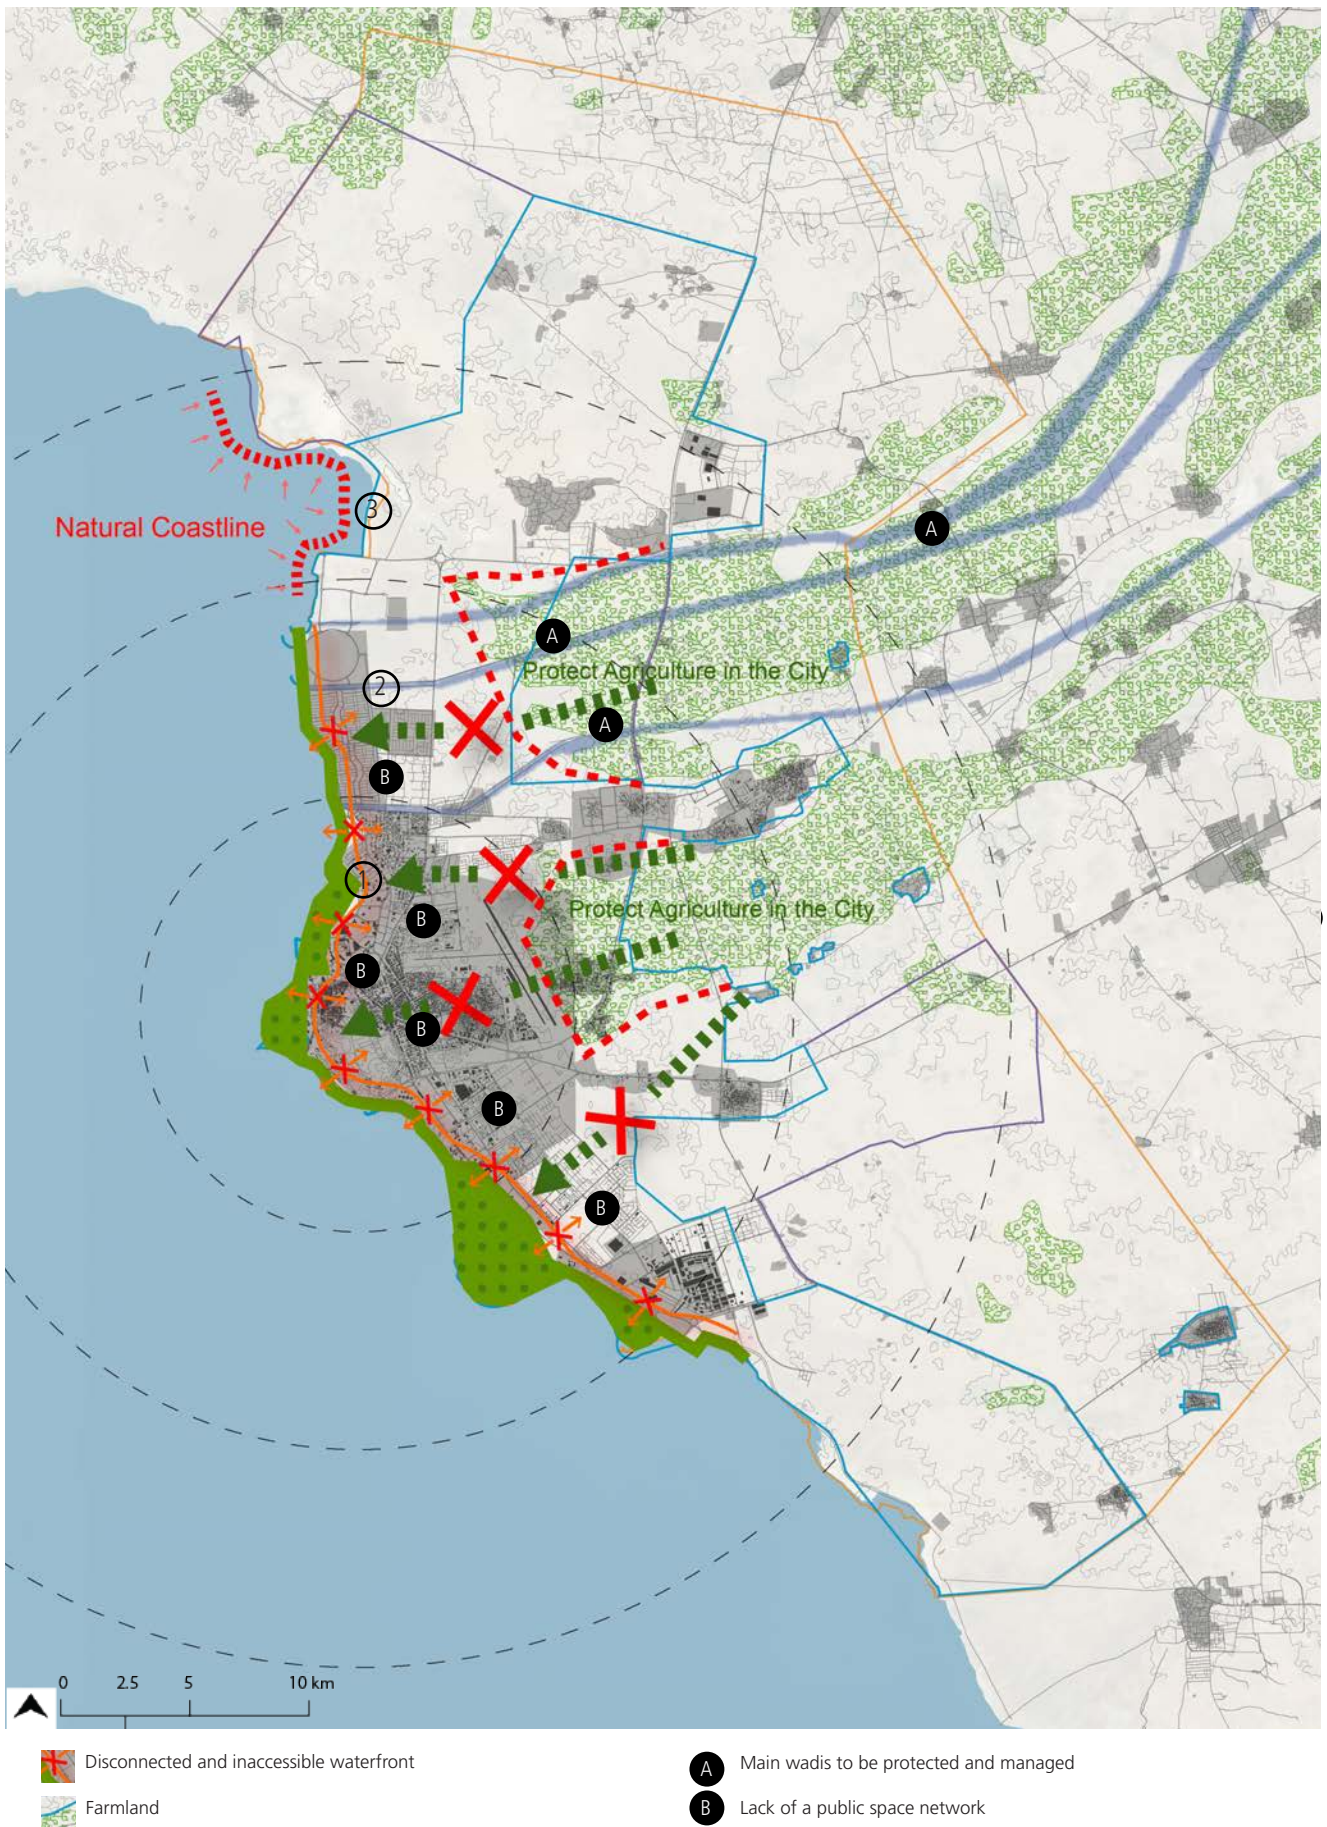 Natural Coastline
3
A
A
Protect Agriculture in the City
2
A
B
1
Protect Agriculture in the City
B
B
B
B
B
0 2.5 5 10 km
Disconnected and inaccessible waterfront
A Main wadis to be protected and managed
Farmland
B Lack of a public space network